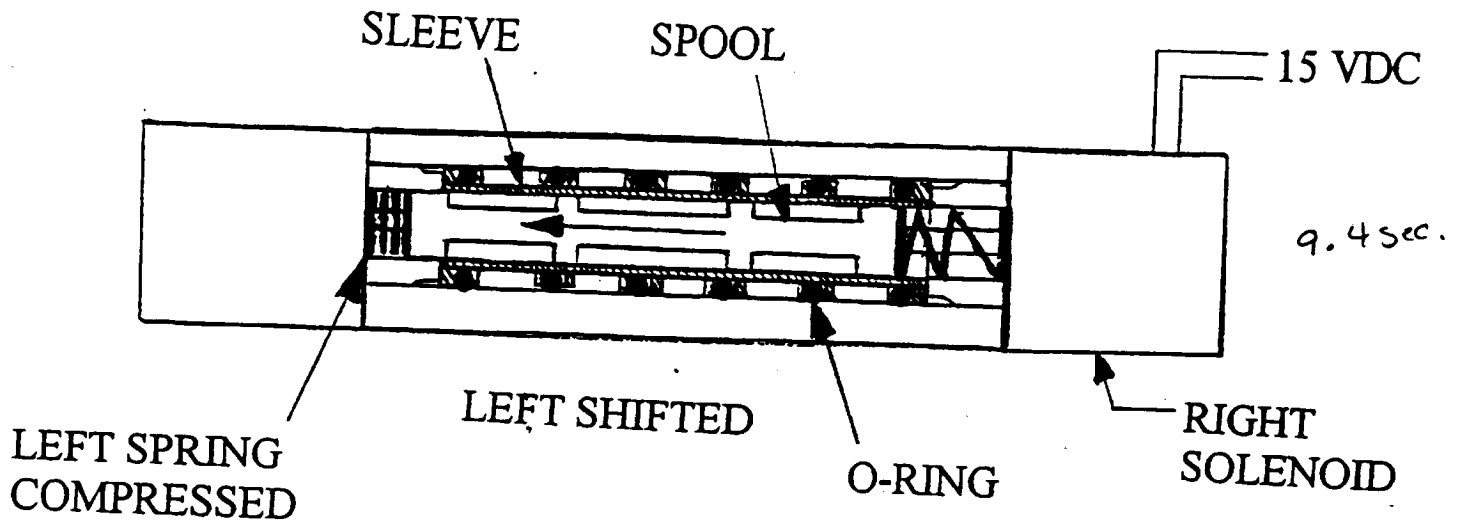 SLEEVE
SPOOL
15 VDC
9.4 sec.
LEFT SHIFTED
LEFT SPRING
COMPRESSED
O-RING
RIGHT
SOLENOID